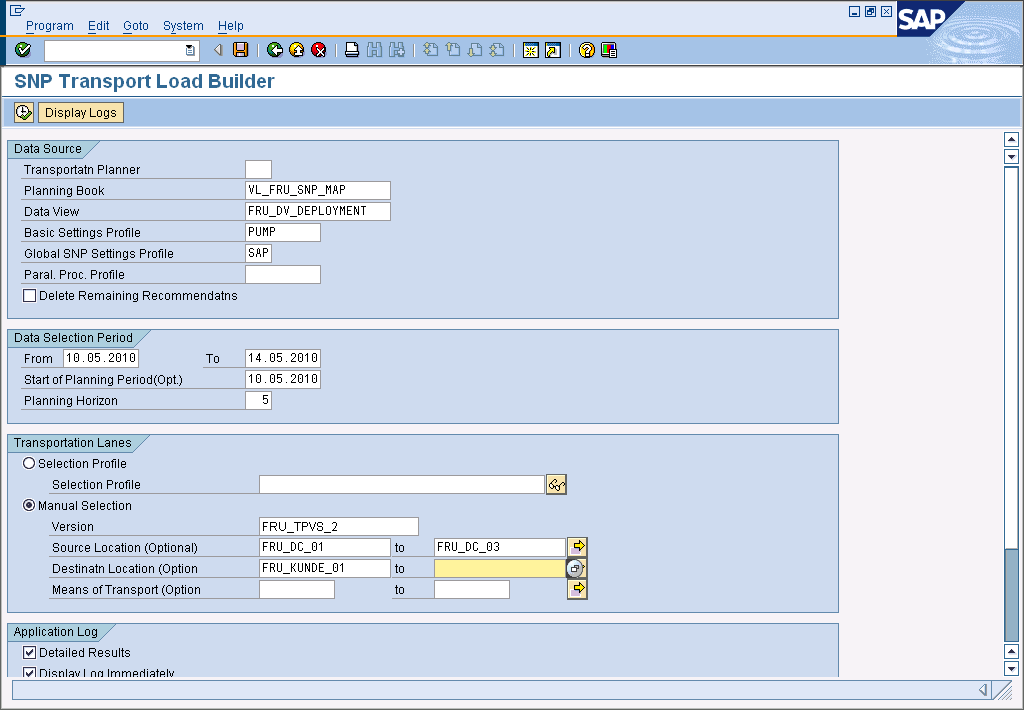 Program Edit Goto System Help
SAP
SNP Transport Load Builder
Display Logs
Data Source
Transportatn Planner
Planning Book VL_FRU_SNP_MAP
Data View FRU_DV_DEPLOYMENT
Basic Settings Profile PUMP
Global SNP Settings Profile SAP
Paral. Proc. Profile
Delete Remaining Recommendatns
Data Selection Period
From 10.05.2010 To 14.05.2010
Start of Planning Period(Opt.) 10.05.2010
Planning Horizon 5
Transportation Lanes
Selection Profile
Selection Profile
Manual Selection
Version FRU_TPVS_2
Source Location (Optional) FRU_DC_01 to FRU_DC_03
Destinatn Location (Option FRU_KUNDE_01 to
Means of Transport (Option to
Application Log
Detailed Results
Display Log Immediately